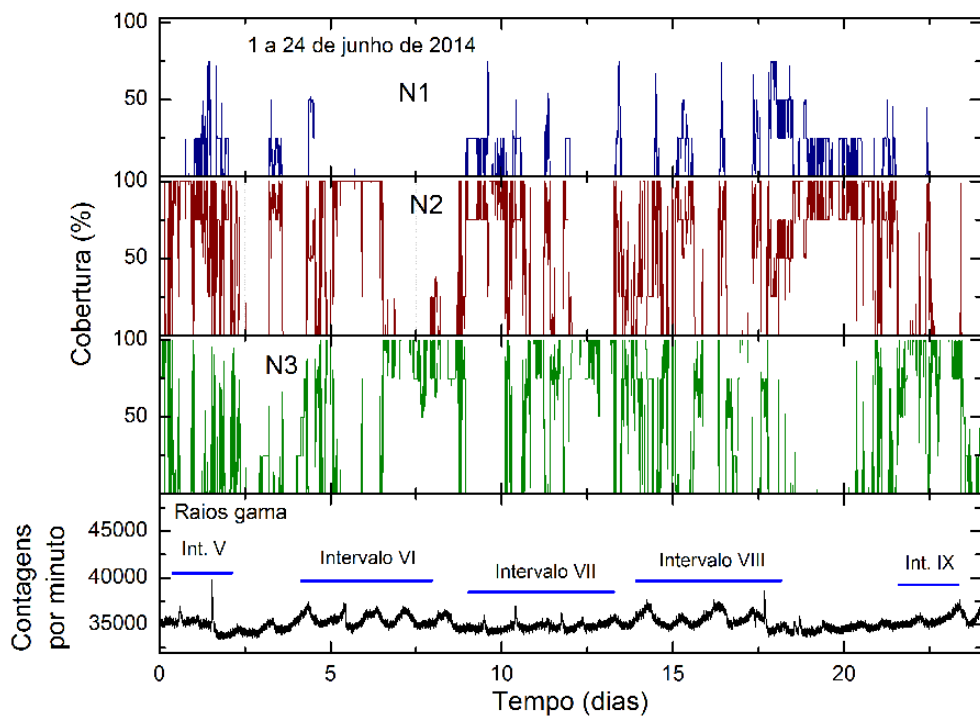 100
1 a 24 de junho de 2014
N1
50
100
N2
50
Cobertura (%)
100
N3
50
Raios gama
45000
Int. V
Intervalo VI
Intervalo VII
Intervalo VIII
Int. IX
40000
35000
Contagens
por minuto
0
5
10
15
20
Tempo (dias)